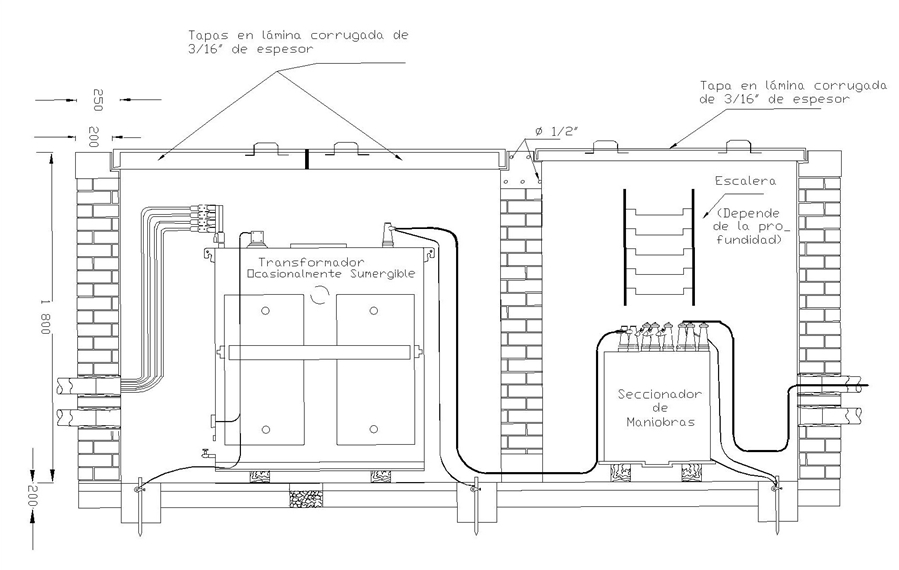 Tapas en lámina corrugada de
3/16" de espesor
Tapa en lámina corrugada
de 3/16" de espesor
250
200
Ø 1/2"
Escalera
(Depende
de la pro_
fundidad)
Transformador
Ocasionalmente Sumergible
1 800
Seccionador
de
Maniobras
200